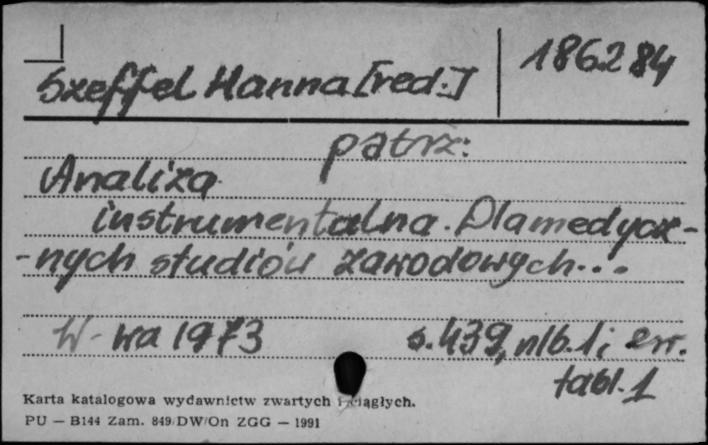 Szeffel Hanna [red.] 186284
patrz:
Analiza
instrumentalna. Dla medycz-
-nych studiów zawodowych...
W-wa 1973 s. 439, nlb. 1; err.
tabl. 1
Karta katalogowa wydawnictw zwartych i ciągłych.
PU — B144 Zam. 849/DW/On ZGG — 1991